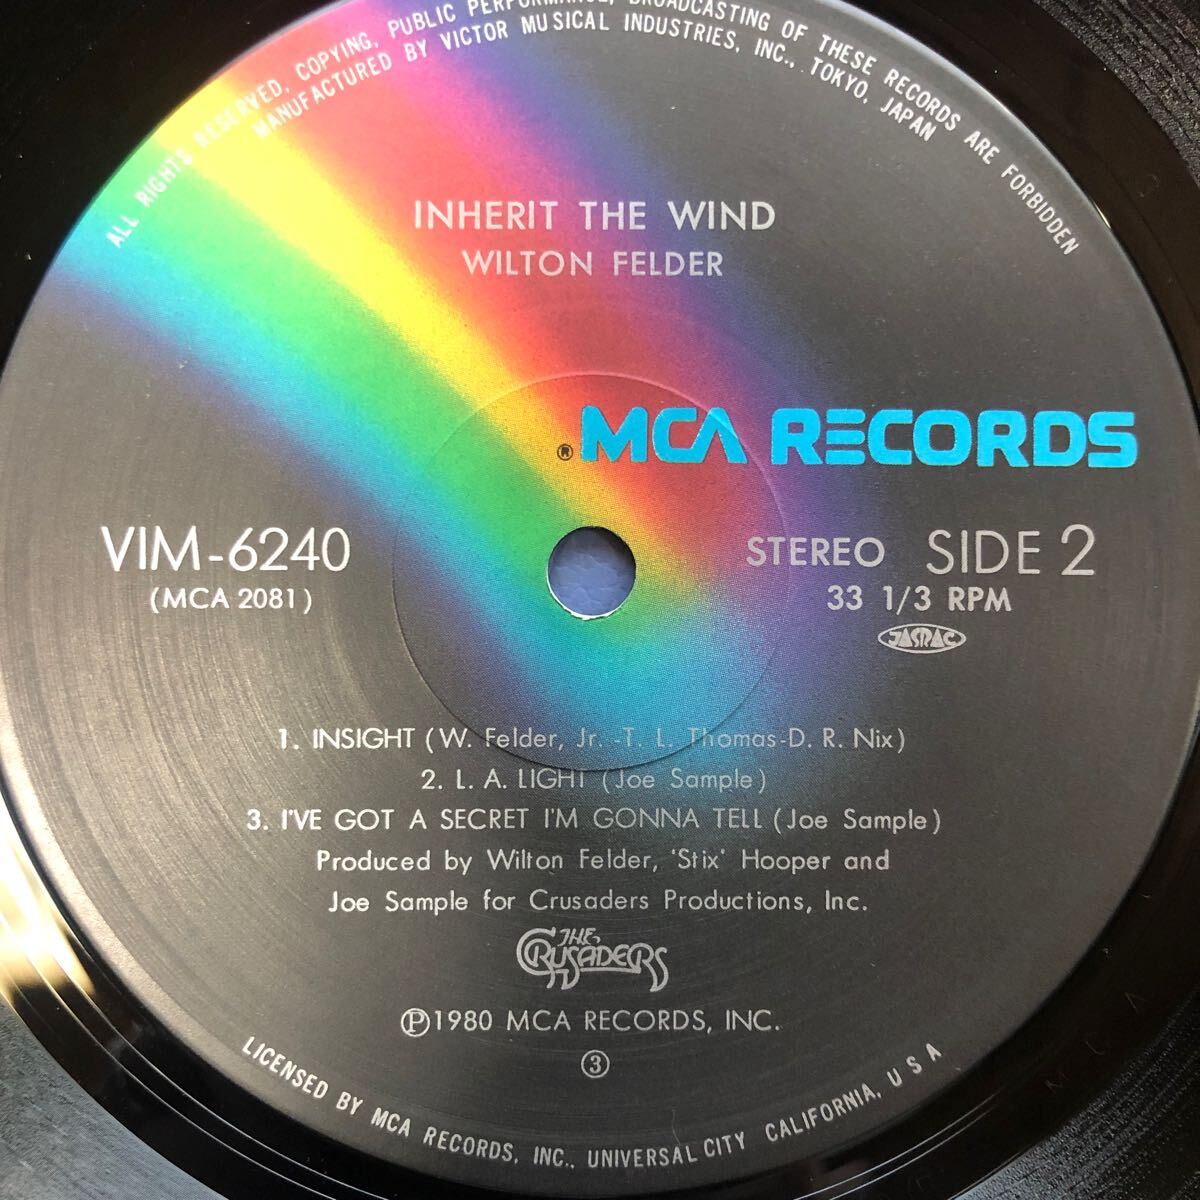 ALL RIGHTS RESERVED, COPYING, PUBLIC PERFORMANCE, BROADCASTING OF THESE RECORDS ARE FORBIDDEN
MANUFACTURED BY VICTOR MUSICAL INDUSTRIES, INC., TOKYO, JAPAN
INHERIT THE WIND
WILTON FELDER
® MCA RECORDS
VIM-6240
(MCA 2081)
STEREO SIDE 2
33 1/3 RPM
JASRAC
1. INSIGHT (W. Felder, Jr. -T. L. Thomas-D. R. Nix)
2. L. A. LIGHT (Joe Sample)
3. I'VE GOT A SECRET I'M GONNA TELL (Joe Sample)
Produced by Wilton Felder, 'Stix' Hooper and
Joe Sample for Crusaders Productions, Inc.
THE CRUSADERS
Ⓟ1980 MCA RECORDS, INC.
③
LICENSED BY MCA RECORDS, INC., UNIVERSAL CITY CALIFORNIA, U S A